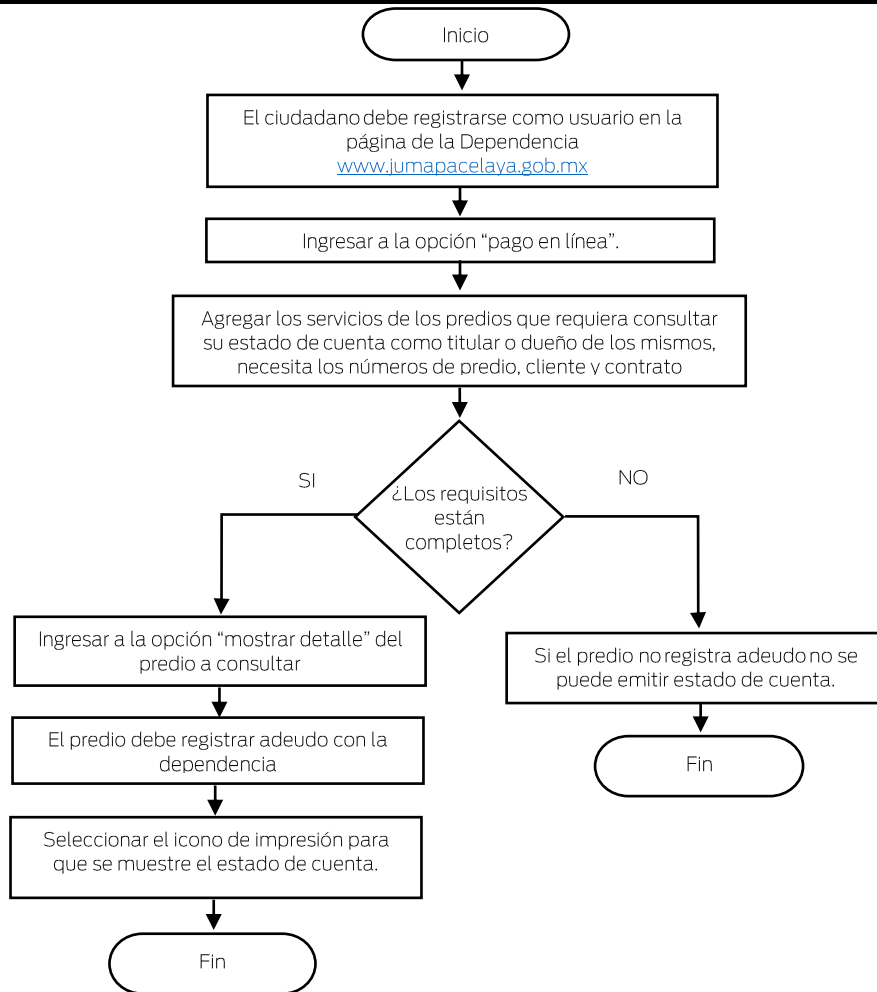 Inicio
El ciudadano debe registrarse como usuario en la
página de la Dependencia
www.jumapacelaya.gob.mx
Ingresar a la opción “pago en línea”.
Agregar los servicios de los predios que requiera consultar
su estado de cuenta como titular o dueño de los mismos,
necesita los números de predio, cliente y contrato
¿Los requisitos
están
completos?
SI
NO
Ingresar a la opción “mostrar detalle” del
predio a consultar
El predio debe registrar adeudo con la
dependencia
Seleccionar el icono de impresión para
que se muestre el estado de cuenta.
Fin
Si el predio no registra adeudo no se
puede emitir estado de cuenta.
Fin